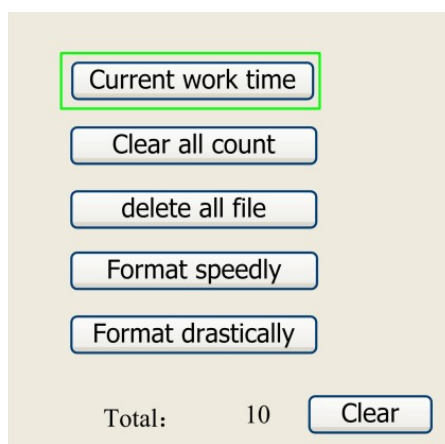 Current work time
Clear all count
delete all file
Format speedly
Format drastically
Total： 10 Clear